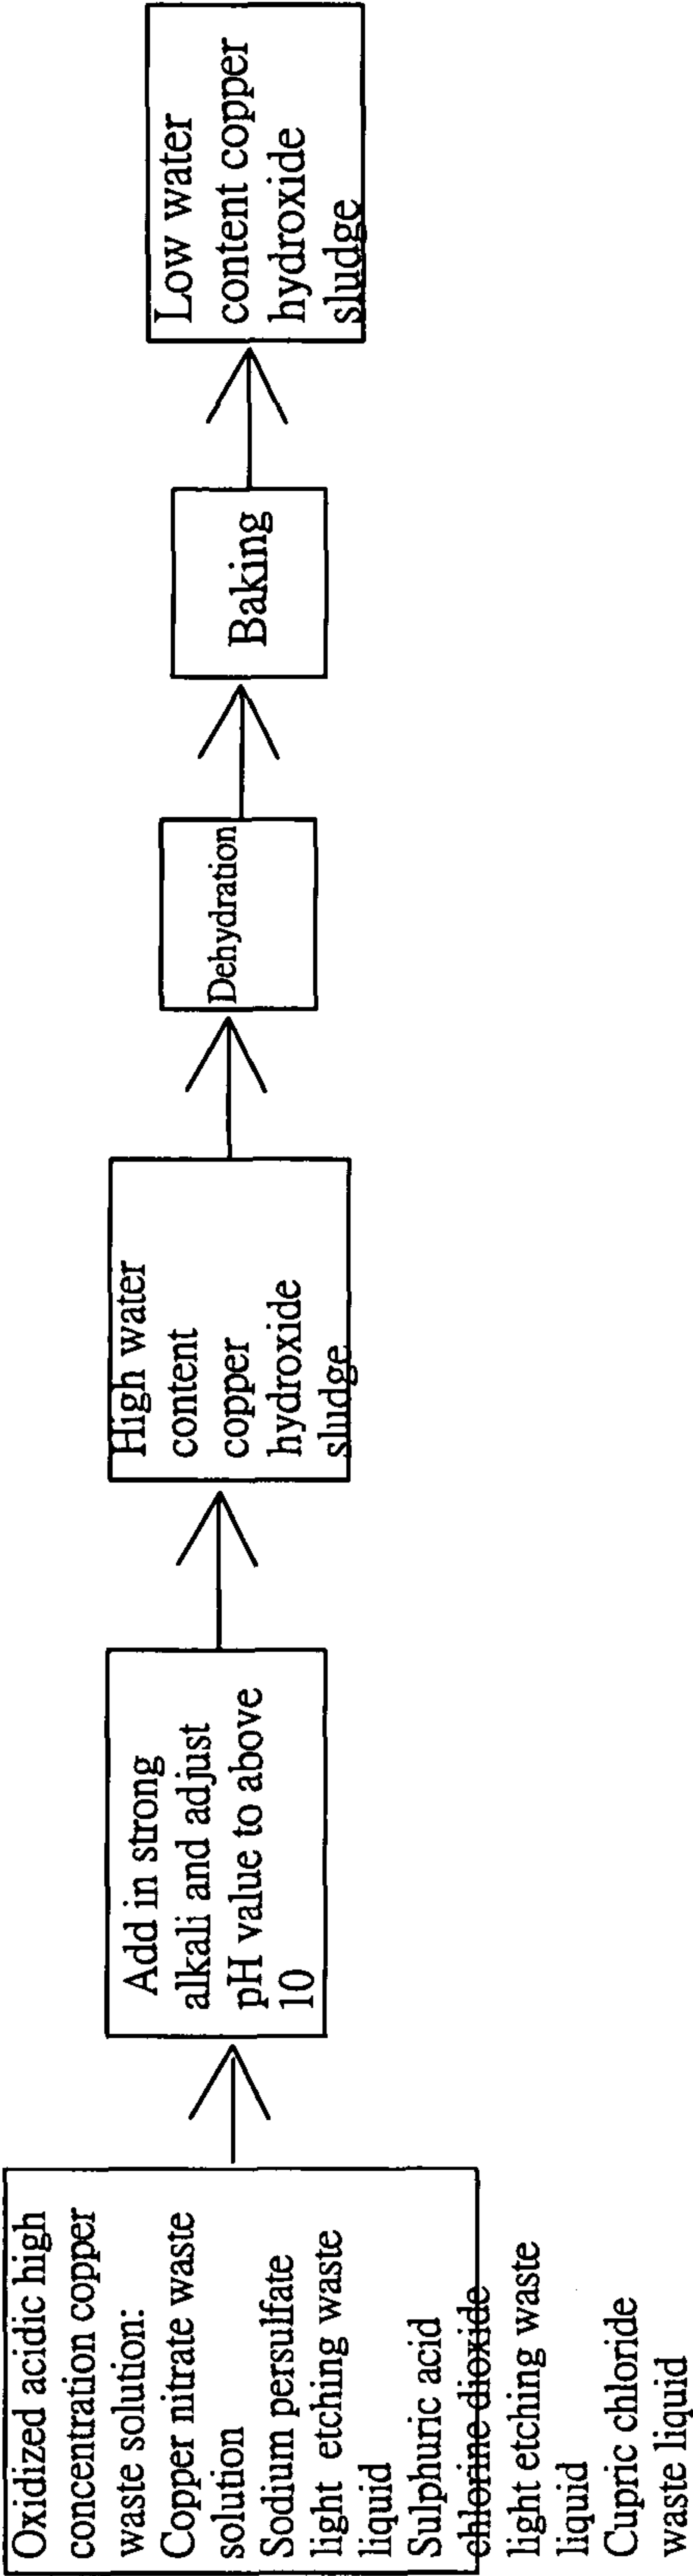 Oxidized acidic high
concentration copper
waste solution:
Copper nitrate waste
solution
Sodium persulfate
light etching waste
liquid
Sulphuric acid
chlorine dioxide
light etching waste
liquid
Cupric chloride
waste liquid
Add in strong
alkali and adjust
pH value to above
10
High water
content
copper
hydroxide
sludge
Dehydration
Baking
Low water
content copper
hydroxide
sludge